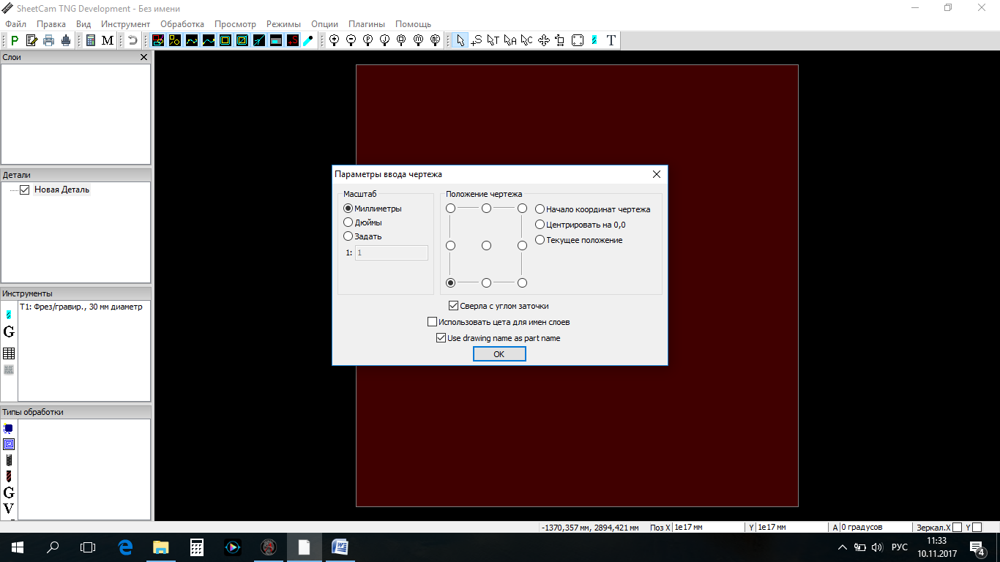 SheetCam TNG Development - Без имени
Файл Правка Вид Инструмент Обработка Просмотр Режимы Опции Плагины Помощь
P M S T A C T
Слои
Детали
Новая Деталь
Инструменты
T1: Фрез/гравир., 30 мм диаметр
G
Типы обработки
G
V
Параметры ввода чертежа
Масштаб
Миллиметры
Дюймы
Задать
1: 1
Положение чертежа
Начало координат чертежа
Центрировать на 0,0
Текущее положение
Сверла с углом заточки
Использовать цета для имен слоев
Use drawing name as part name
OK
-1370,357 мм, 2894,421 мм Поз X 1e17 мм Y 1e17 мм A 0 градусов Зеркал.X Y
РУС
11:33
10.11.2017
4